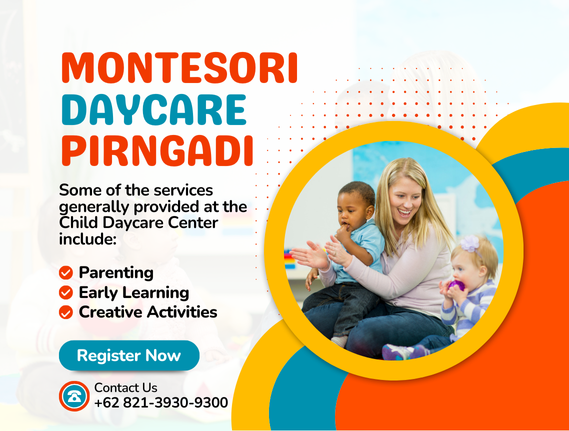 MONTESORI
DAYCARE
PIRNGADI
Some of the services
generally provided at the
Child Daycare Center
include:
Parenting
Early Learning
Creative Activities
Register Now
Contact Us
+62 821-3930-9300